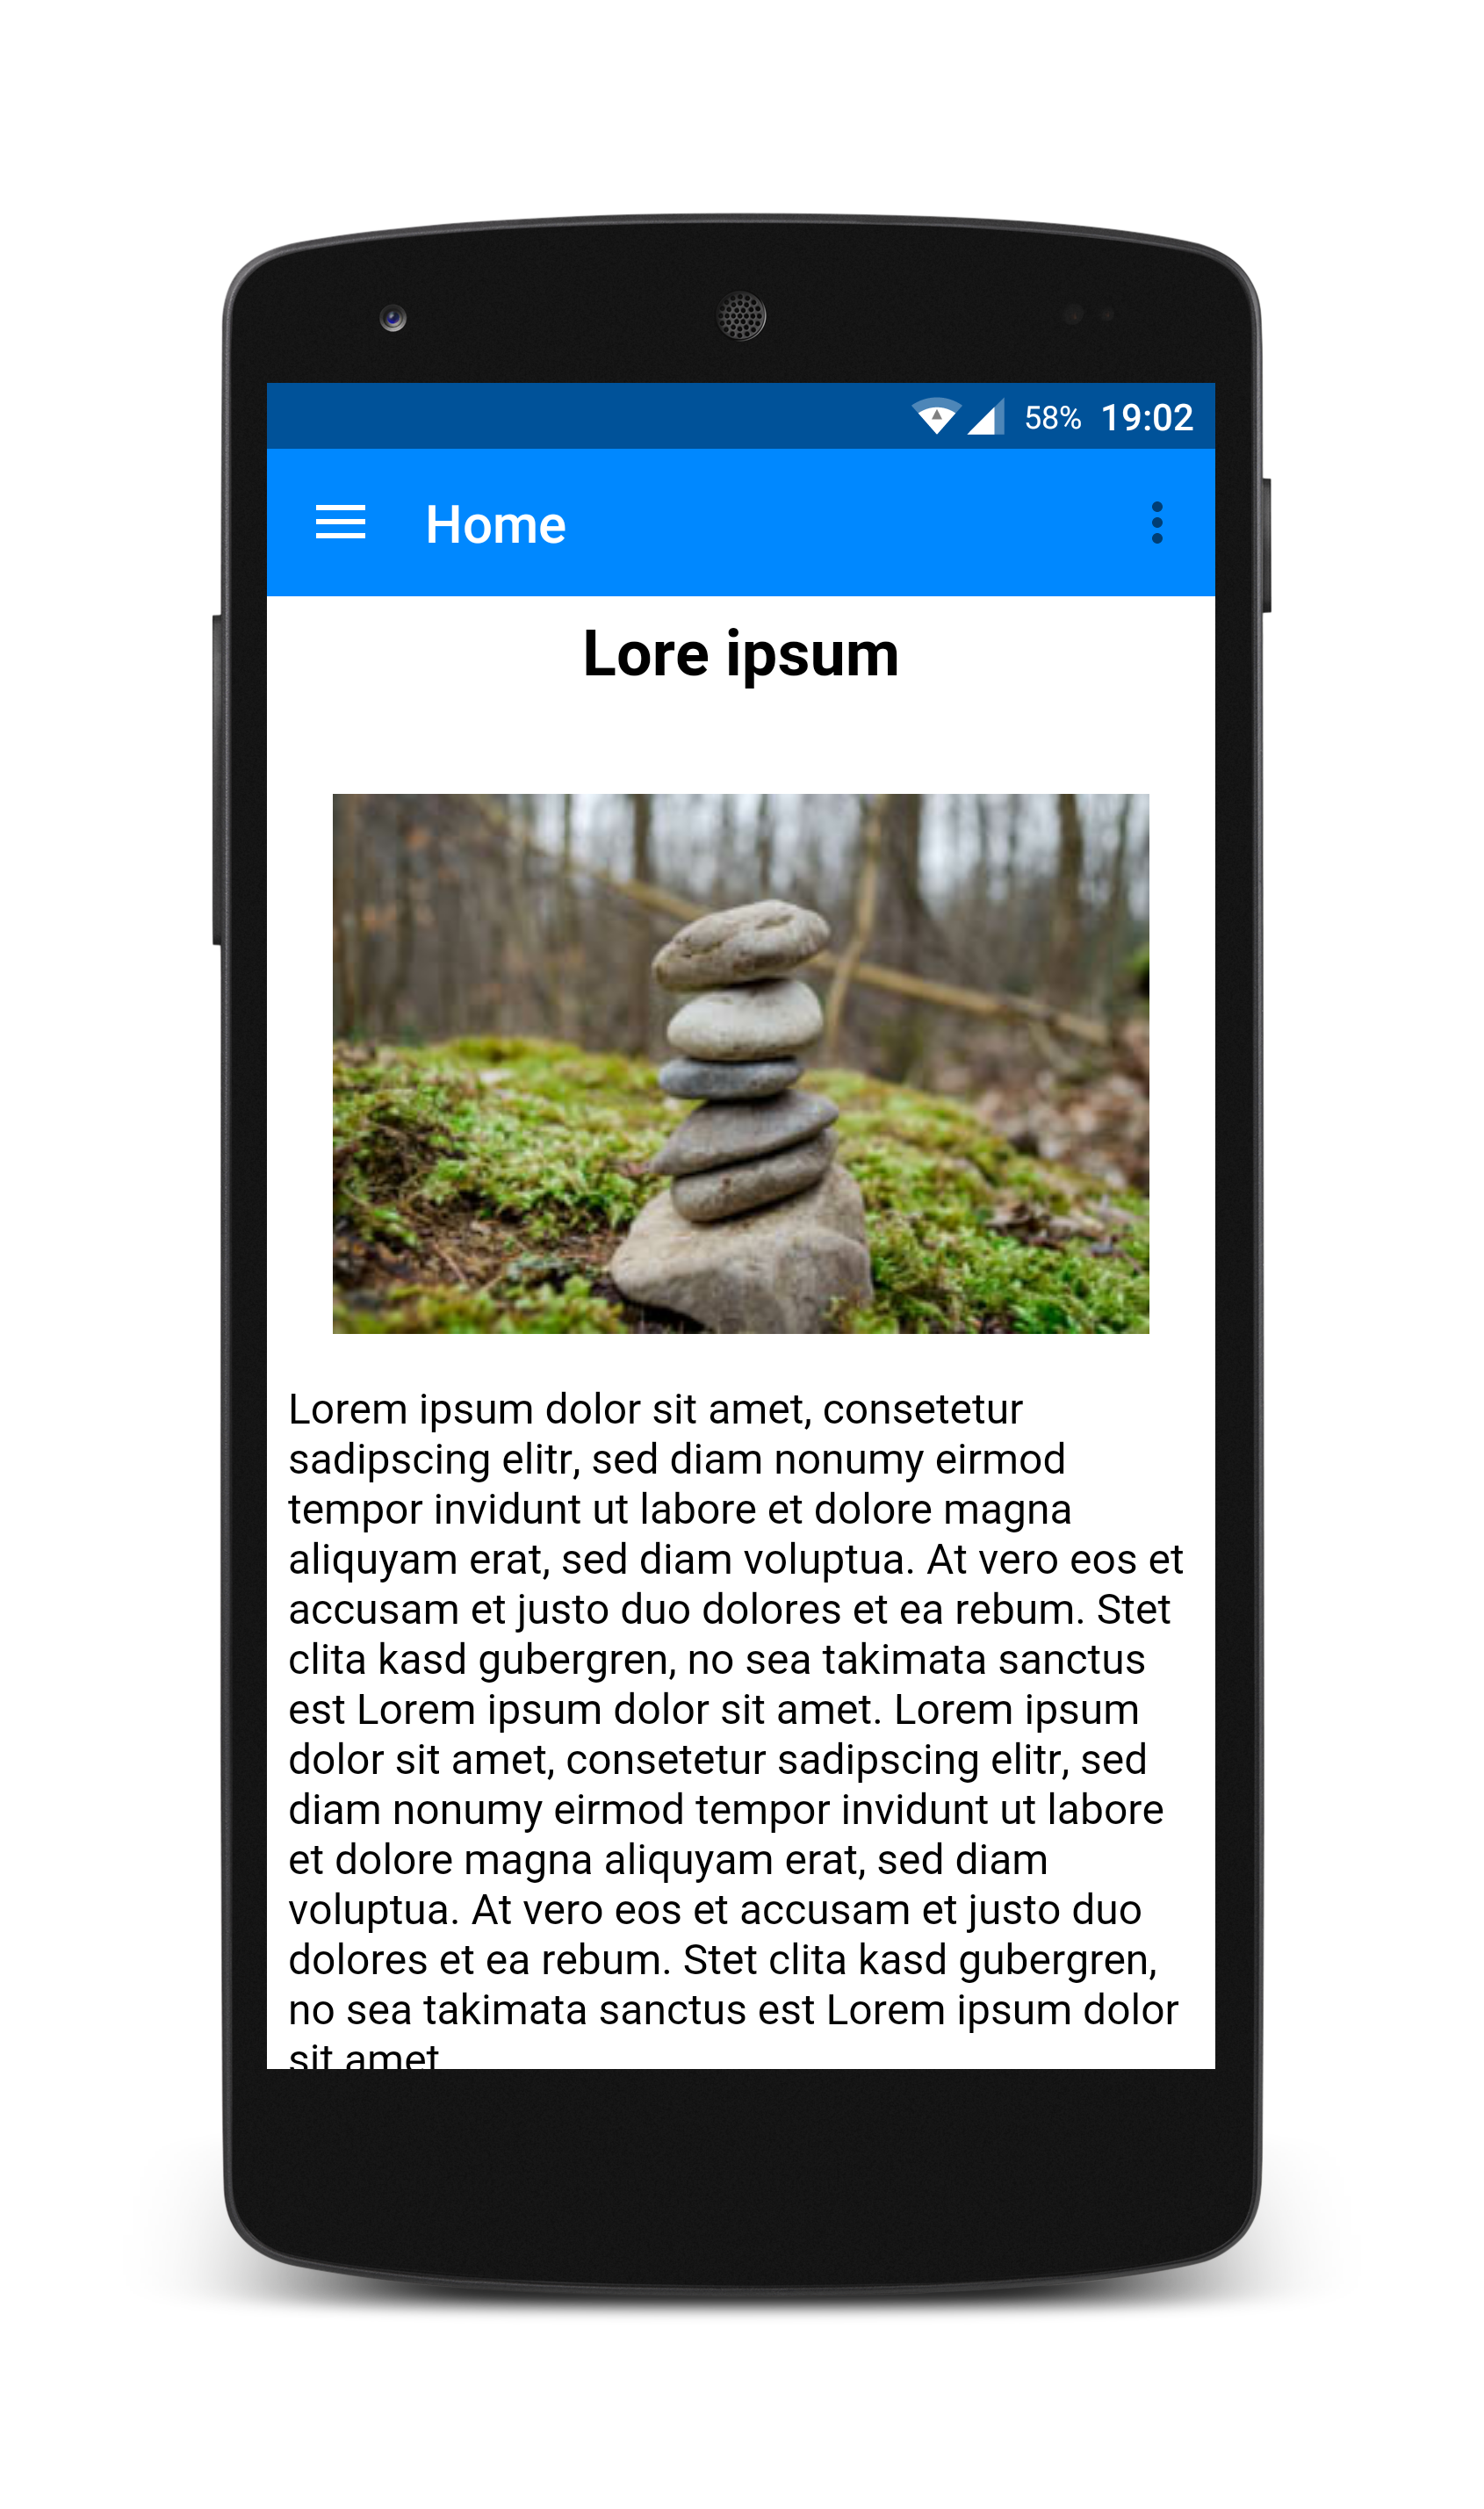 58% 19:02
Home
Lore ipsum
Lorem ipsum dolor sit amet, consetetur
sadipscing elitr, sed diam nonumy eirmod
tempor invidunt ut labore et dolore magna
aliquyam erat, sed diam voluptua. At vero eos et
accusam et justo duo dolores et ea rebum. Stet
clita kasd gubergren, no sea takimata sanctus
est Lorem ipsum dolor sit amet. Lorem ipsum
dolor sit amet, consetetur sadipscing elitr, sed
diam nonumy eirmod tempor invidunt ut labore
et dolore magna aliquyam erat, sed diam
voluptua. At vero eos et accusam et justo duo
dolores et ea rebum. Stet clita kasd gubergren,
no sea takimata sanctus est Lorem ipsum dolor
sit amet